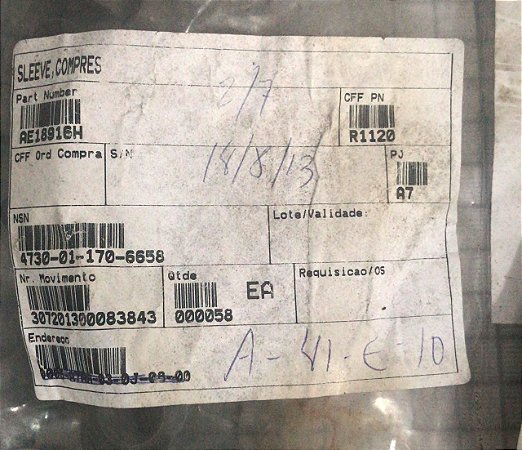 SLEEVE,COMPRES
2/7
Part Number
AE18916H
CFF PN
R1120
CFF Ord Compra
S/N
18/8/13
PJ
A7
NSN
4730-01-170-6658
Lote/Validade:
Nr. Movimento
307201300083843
Qtde
000058
EA
Requisicao/OS
Endereco
A-41-E-10